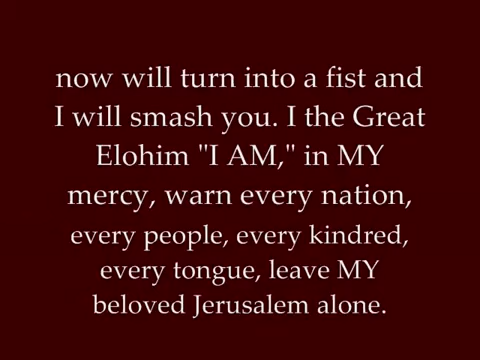 now will turn into a fist and
I will smash you. I the Great
Elohim "I AM," in MY
mercy, warn every nation,
every people, every kindred,
every tongue, leave MY
beloved Jerusalem alone.